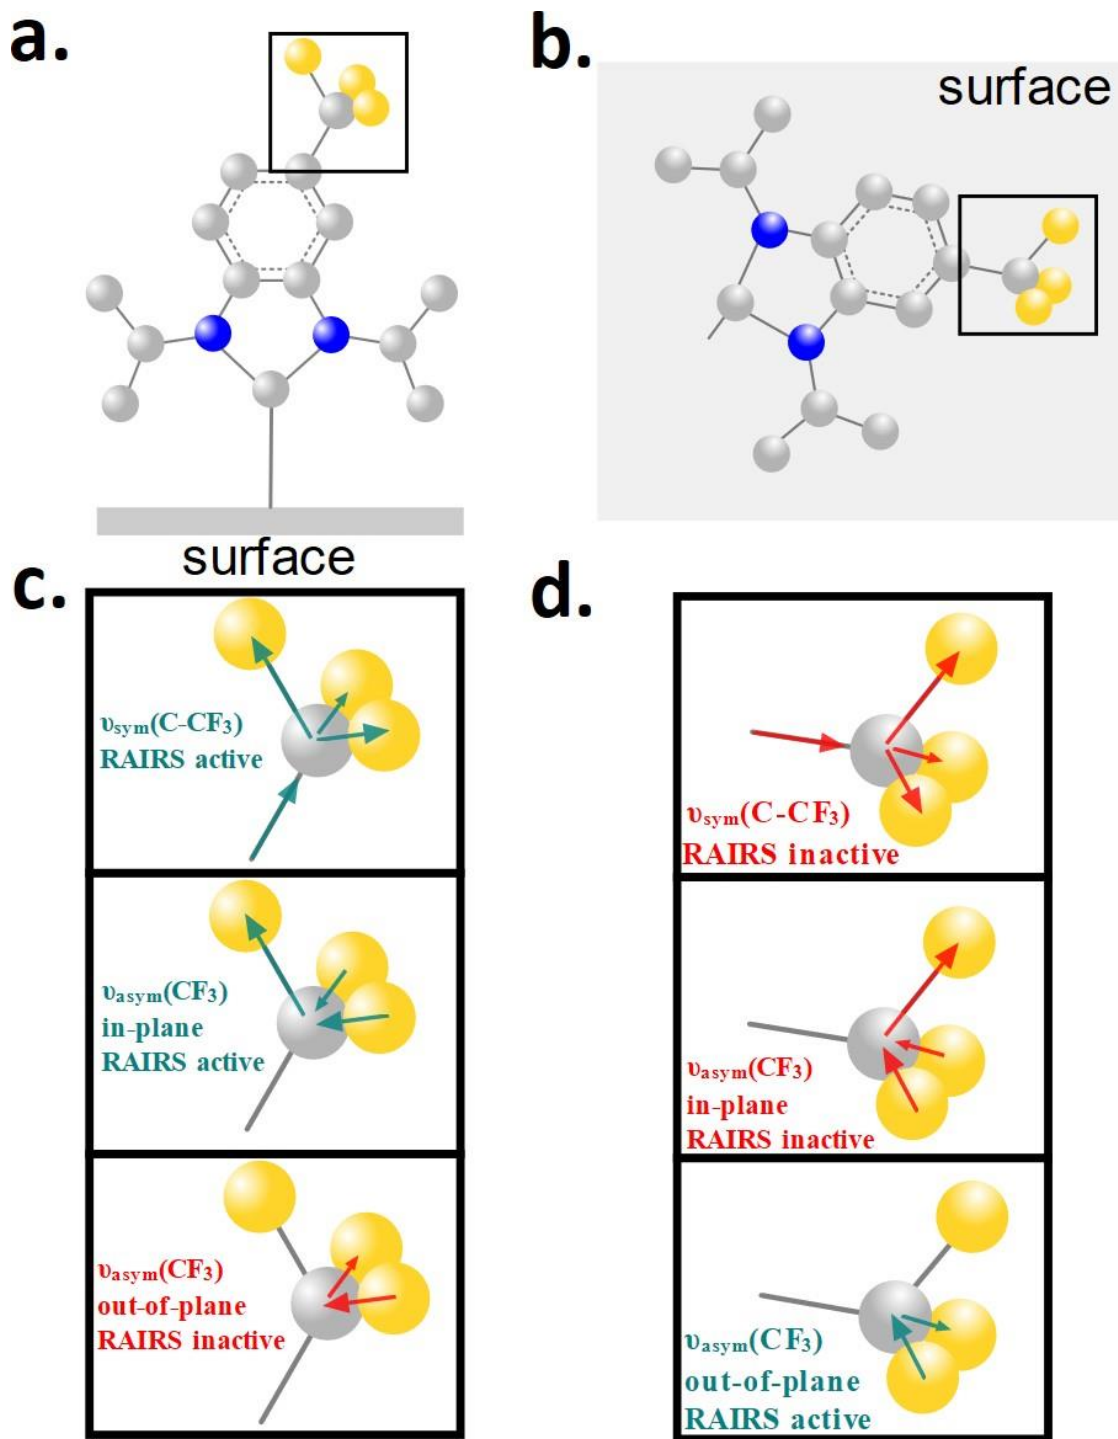 a.
b.
surface
surface
c.
d.
υsym(C-CF₃)
RAIRS active
υasym(CF₃)
in-plane
RAIRS active
υasym(CF₃)
out-of-plane
RAIRS inactive
υsym(C-CF₃)
RAIRS inactive
υasym(CF₃)
in-plane
RAIRS inactive
υasym(CF₃)
out-of-plane
RAIRS active